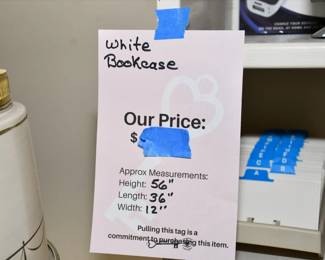 White
Bookcase
Our Price:
$
Approx Measurements:
Height: 56"
Length: 36"
Width: 12"
Pulling this tag is a
commitment to purchasing this item.